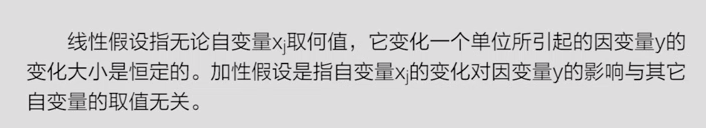 线性假设指无论自变量xj取何值，它变化一个单位所引起的因变量y的
变化大小是恒定的。加性假设是指自变量xj的变化对因变量y的影响与其它
自变量的取值无关。